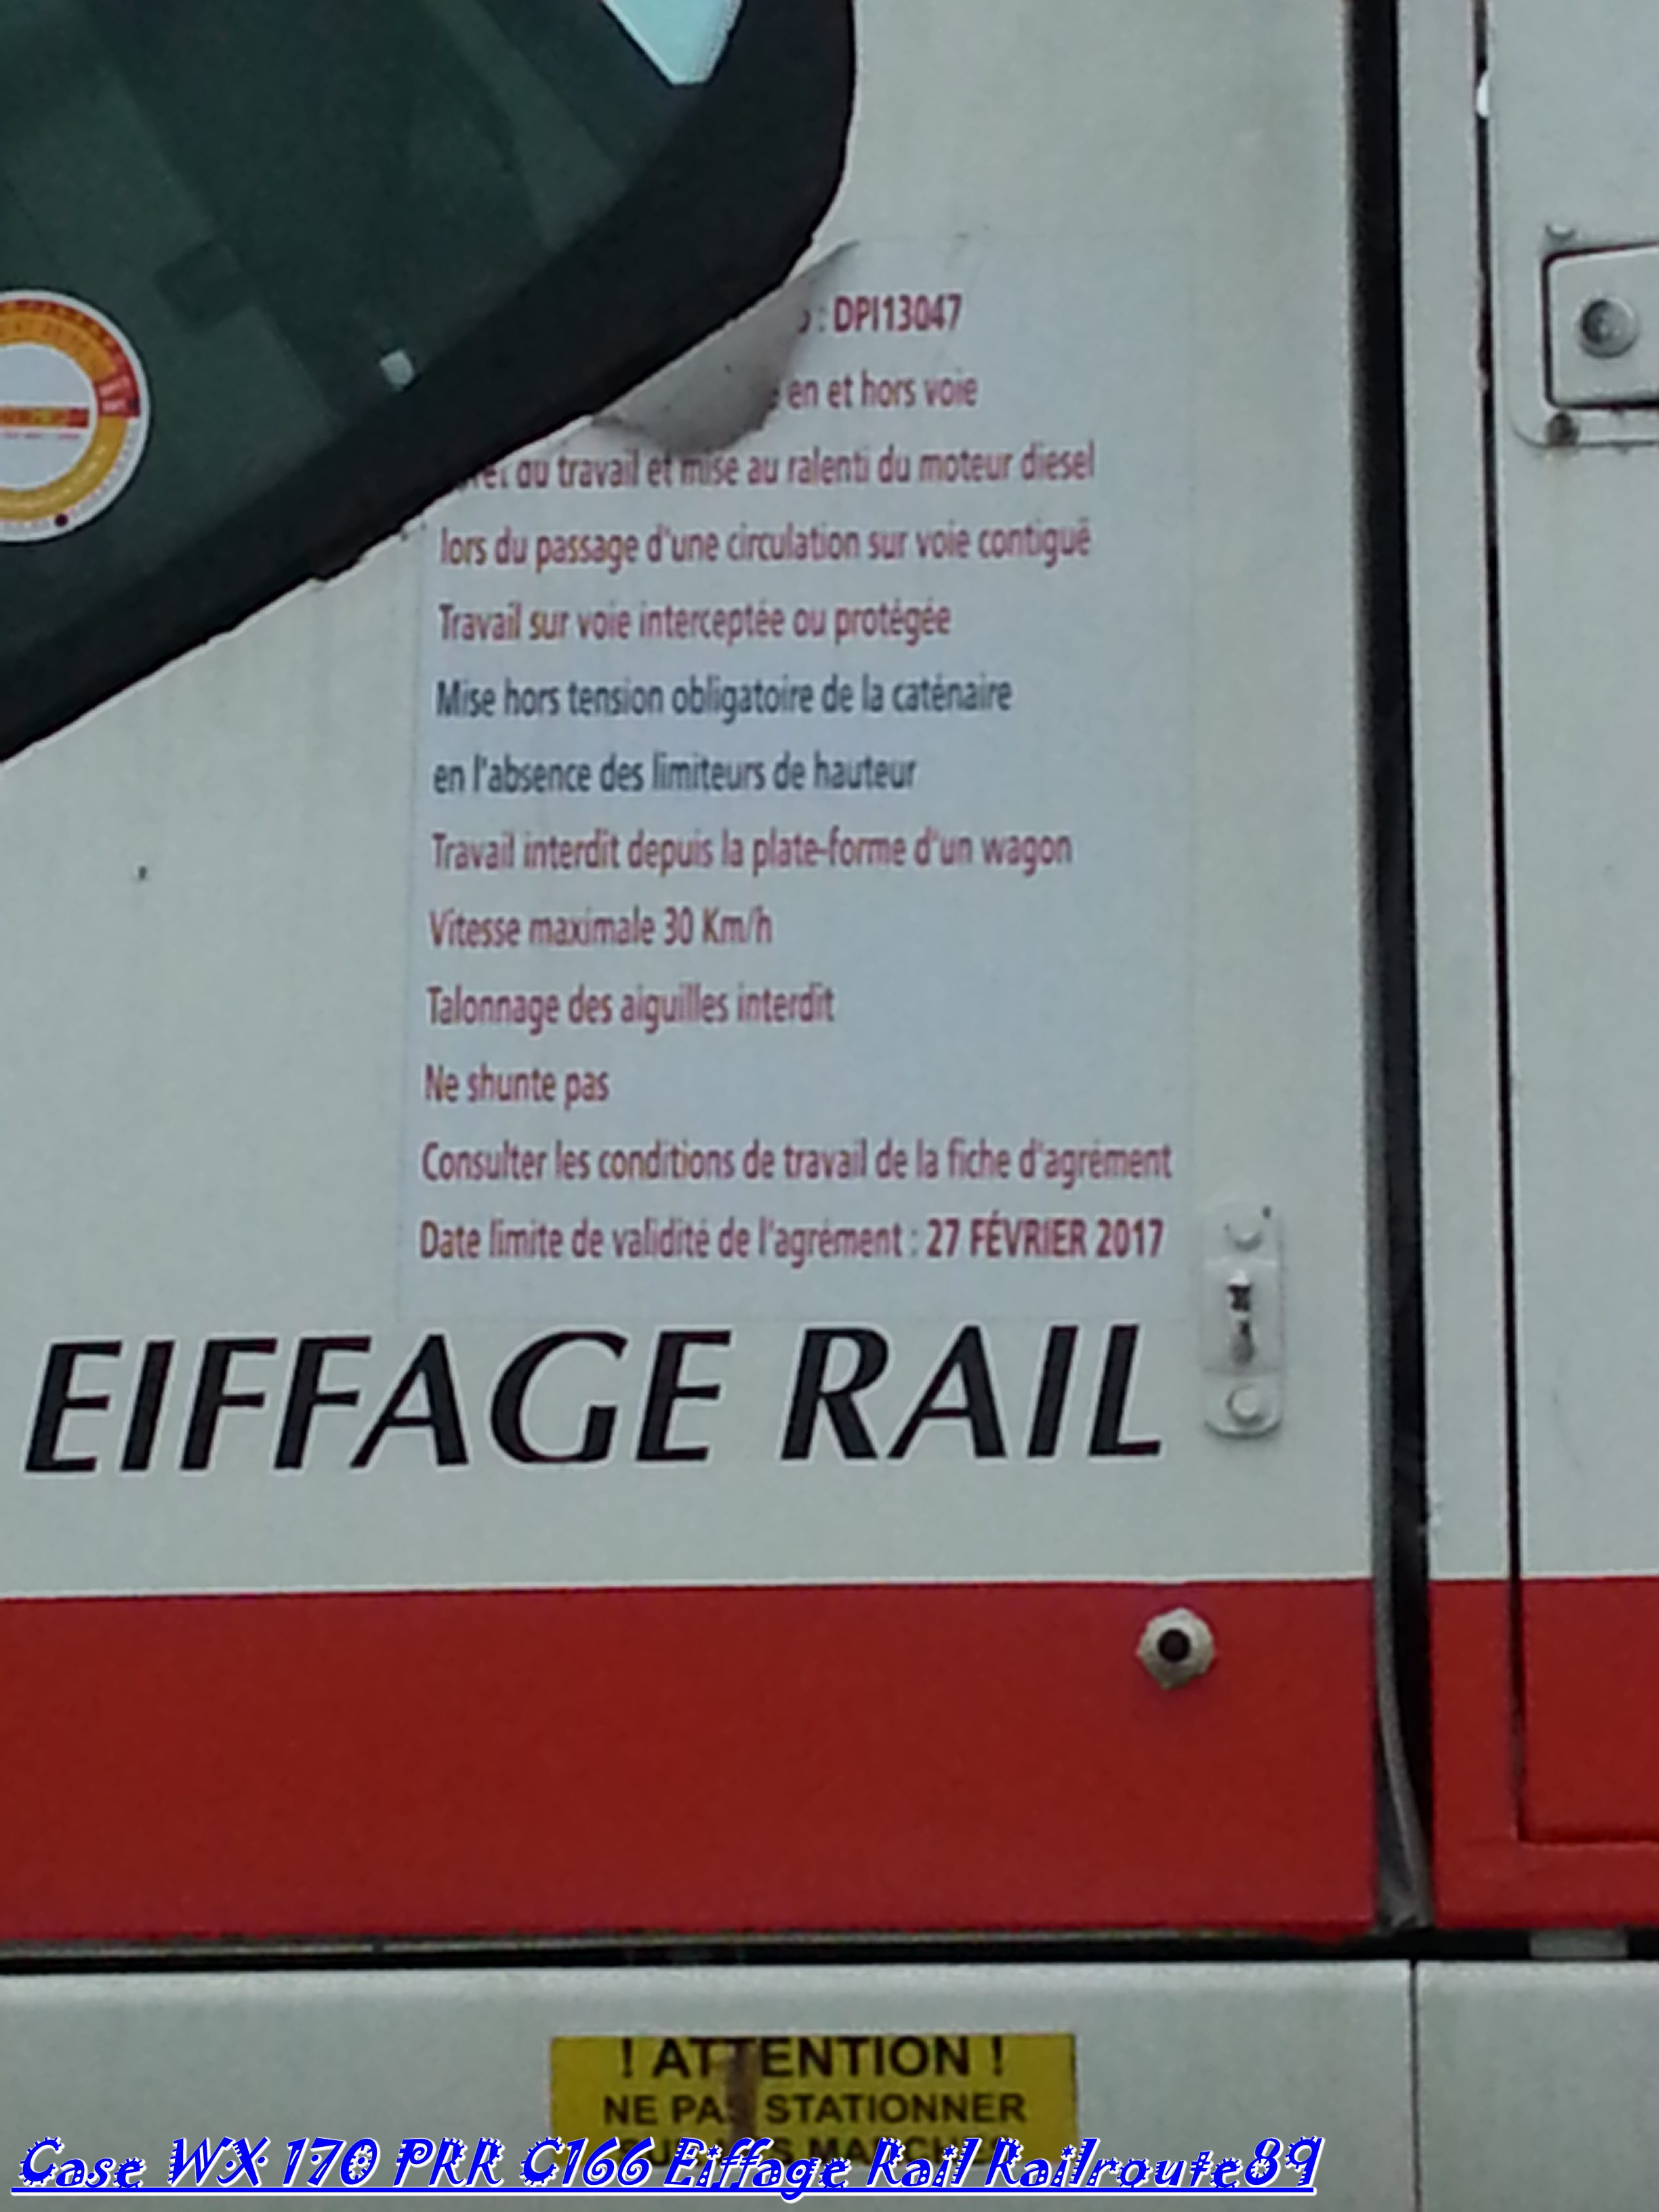 : DPI13047
en et hors voie
du travail et mise au ralenti du moteur diesel
lors du passage d'une circulation sur voie contiguë
Travail sur voie interceptée ou protégée
Mise hors tension obligatoire de la caténaire
en l'absence des limiteurs de hauteur
Travail interdit depuis la plate-forme d'un wagon
Vitesse maximale 30 Km/h
Talonnage des aiguilles interdit
Ne shunte pas
Consulter les conditions de travail de la fiche d'agrément
Date limite de validité de l'agrément : 27 FÉVRIER 2017
EIFFAGE RAIL
! ATTENTION !
NE PAS STATIONNER
Case WX 170 PRR C166 Eiffage Rail Railroute89